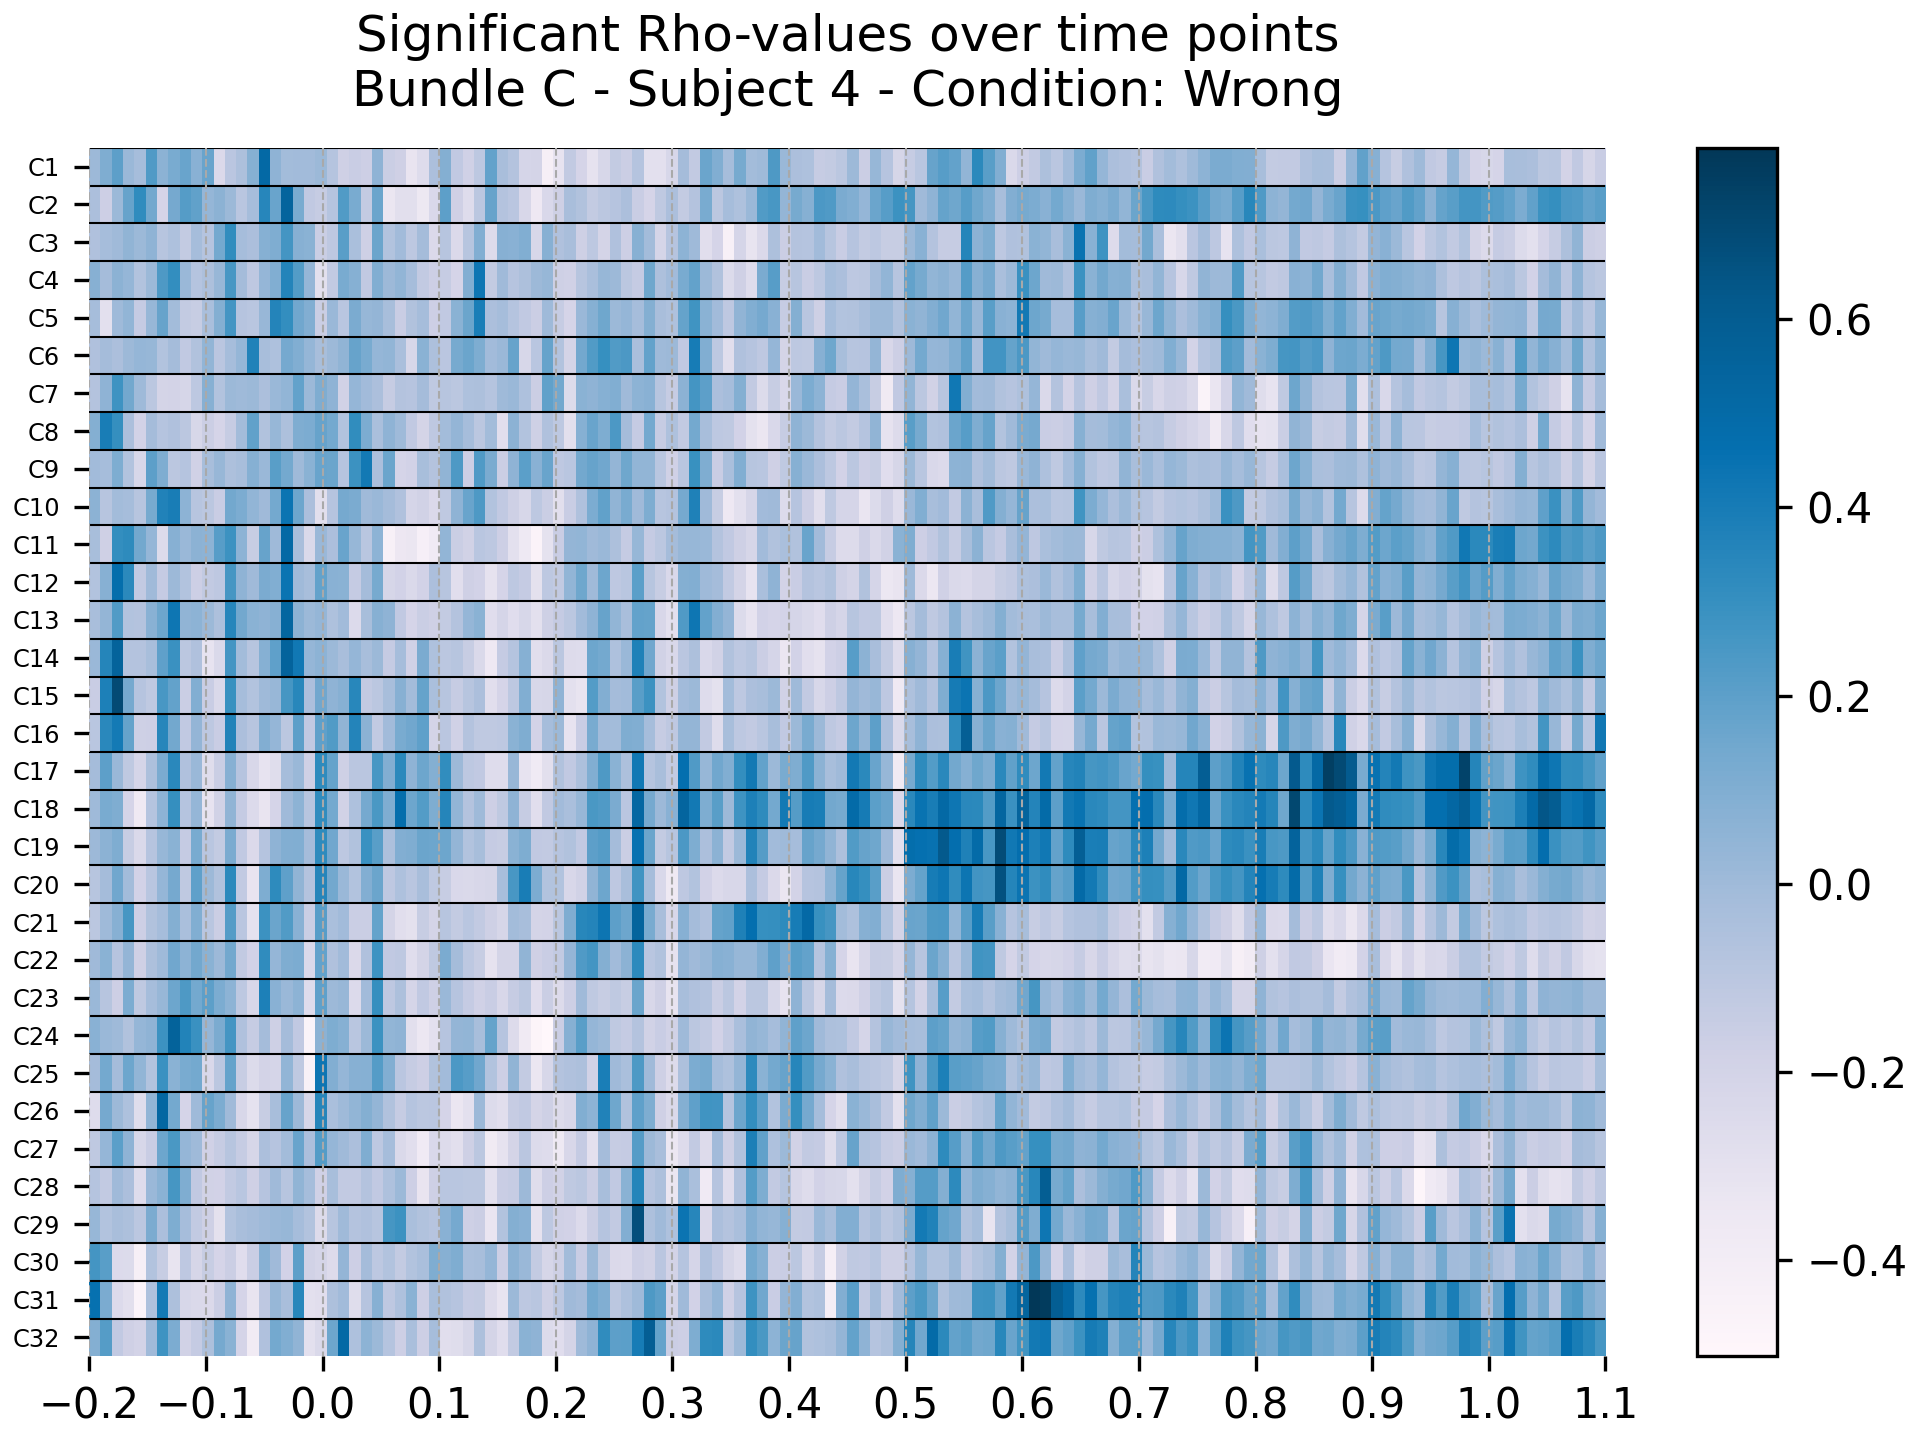 Significant Rho-values over time points
Bundle C - Subject 4 - Condition: Wrong
C1
C2
C3
C4
C5
C6
C7
C8
C9
C10
C11
C12
C13
C14
C15
C16
C17
C18
C19
C20
C21
C22
C23
C24
C25
C26
C27
C28
C29
C30
C31
C32
−0.2 −0.1 0.0 0.1 0.2 0.3 0.4 0.5 0.6 0.7 0.8 0.9 1.0 1.1
0.6
0.4
0.2
0.0
−0.2
−0.4